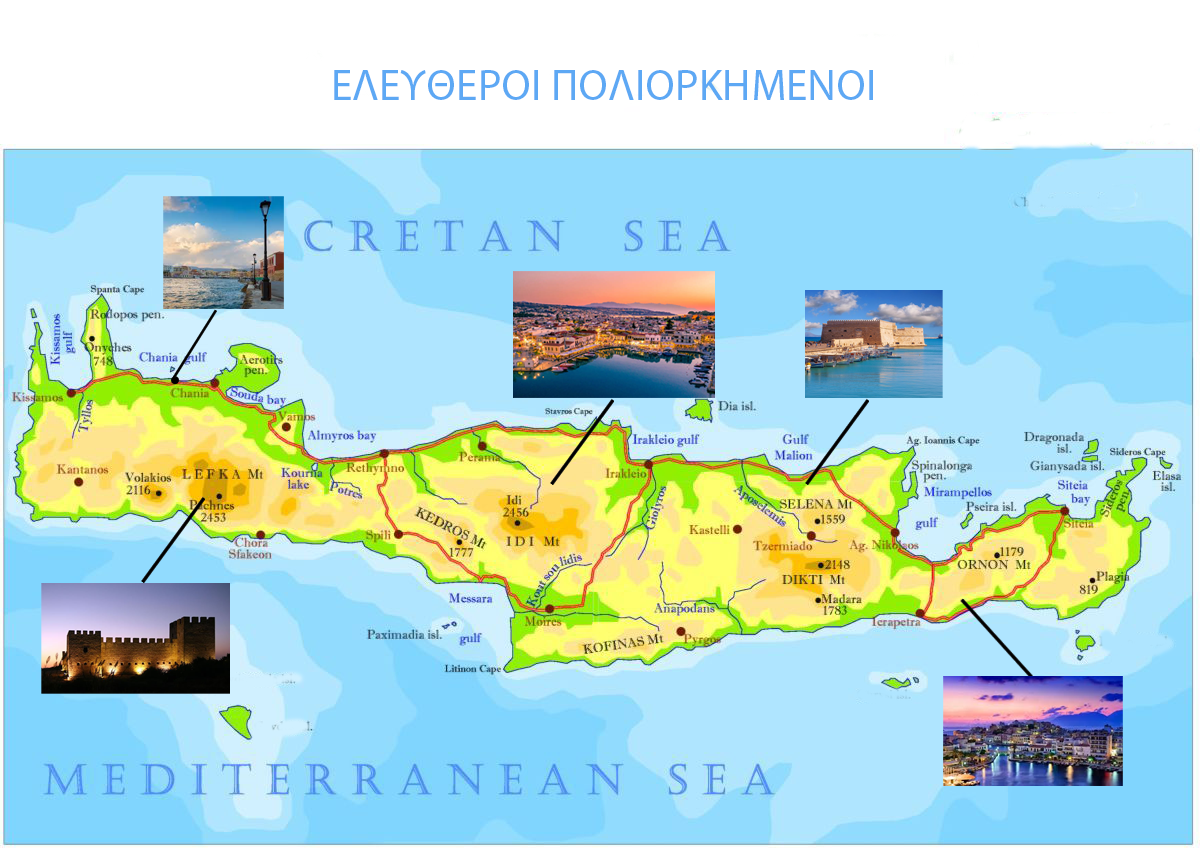 ΕΛΕΥΘΕΡΟΙ ΠΟΛΙΟΡΚΗΜΕΝΟΙ
CRETAN SEA
Spanta Cape
Rodopos pen.
Kissamos
gulf
Onyches
748
Chania gulf
Aerotirs
pen.
Kissamos
Chania
Souda bay
Tyflos
Vamos
Almyros bay
Stavros Cape
Dia isl.
Irakleio gulf
Gulf
Malion
Ag. Ioannis Cape
Dragonada
isl.
Gianysada isl.
Sideros Cape
Elasa
isl.
Spinalonga
pen.
Mirampellos
gulf
Pseira isl.
Siteia
bay
Sideros
pen.
Siteia
Kantanos
Volakios
2116
LEFKA Mt
Pachnes
2453
Kourna
lake
Potres
Rethymno
Perama
Irakleio
Giofyros
Idi
2456
IDI Mt
KEDROS Mt
1777
Spili
Chora
Sfakeon
Kout sou lidis
Aposelemis
SELENA Mt
1559
Kastelli
Tzermiado
Ag. Nikolaos
2148
DIKTI Mt
Madara
1783
1179
ORNON Mt
Plagia
819
Messara
gulf
Paximadia isl.
Moires
Anapodans
Ierapetra
KOFINAS Mt
Pyrgos
Litinon Cape
MEDITERRANEAN SEA